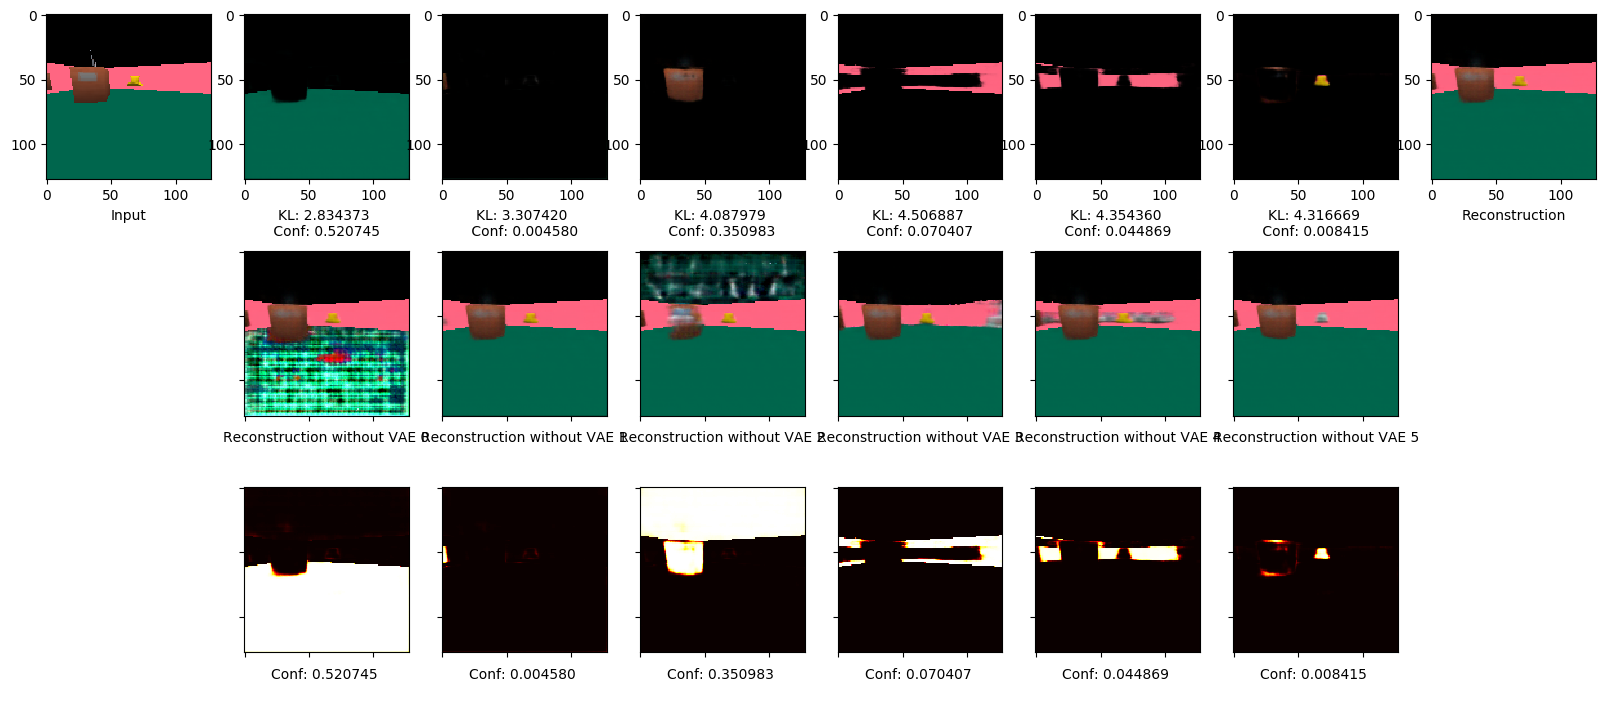 0
50
100
0
50
100
Input
0
50
100
0
50
100
KL: 2.834373
Conf: 0.520745
0
50
100
0
50
100
KL: 3.307420
Conf: 0.004580
0
50
100
0
50
100
KL: 4.087979
Conf: 0.350983
0
50
100
0
50
100
KL: 4.506887
Conf: 0.070407
0
50
100
0
50
100
KL: 4.354360
Conf: 0.044869
0
50
100
0
50
100
KL: 4.316669
Conf: 0.008415
0
50
100
0
50
100
Reconstruction
Reconstruction without VAE 0
Reconstruction without VAE 1
Reconstruction without VAE 2
Reconstruction without VAE 3
Reconstruction without VAE 4
Reconstruction without VAE 5
Conf: 0.520745
Conf: 0.004580
Conf: 0.350983
Conf: 0.070407
Conf: 0.044869
Conf: 0.008415